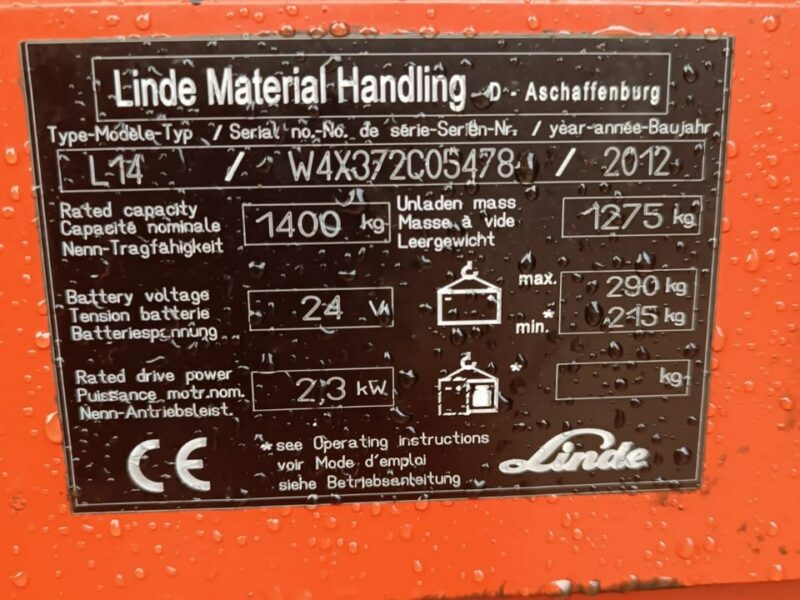 Linde Material Handling D - Aschaffenburg
Type-Modèle-Typ / Serial no.-No. de série-Serien-Nr. / year-année-Baujahr
L14 / W4X372C05478 / 2012
Rated capacity
Capacité nominale
Nenn-Tragfähigkeit
1400 kg
Unladen mass
Masse à vide
Leergewicht
1275 kg
Battery voltage
Tension batterie
Batteriespannung
24 V
max. 290 kg
min.* 215 kg
Rated drive power
Puissance motr.nom.
Nenn-Antriebsleist.
2,3 kW
* kg
CE
*see Operating instructions
voir Mode d'emploi
siehe Betriebsanleitung
Linde